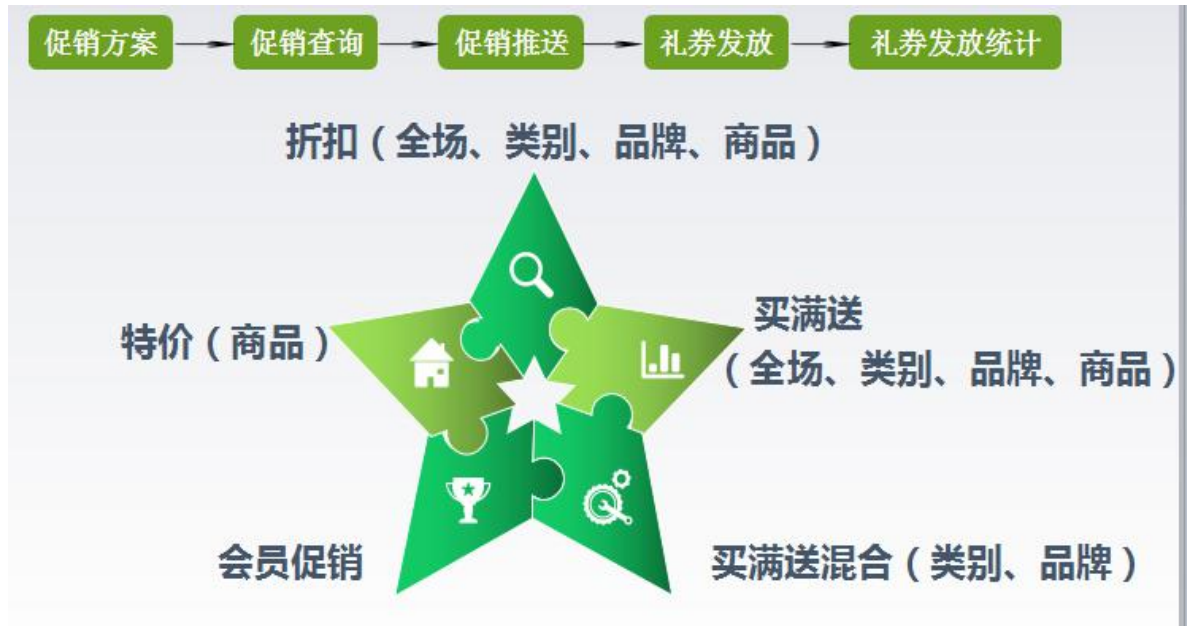 促销方案
促销查询
促销推送
礼券发放
礼券发放统计
折扣（全场、类别、品牌、商品）
特价（商品）
买满送
（全场、类别、品牌、商品）
会员促销
买满送混合（类别、品牌）